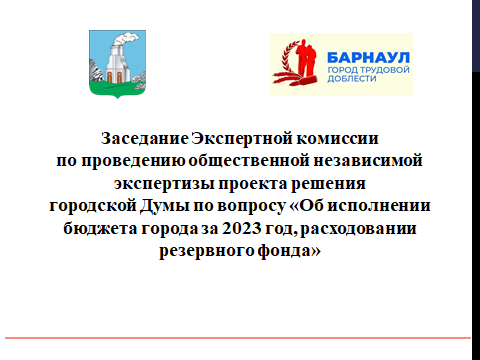 БАРНАУЛ
ГОРОД ТРУДОВОЙ
ДОБЛЕСТИ
Заседание Экспертной комиссии
по проведению общественной независимой
экспертизы проекта решения
городской Думы по вопросу «Об исполнении
бюджета города за 2023 год, расходовании
резервного фонда»